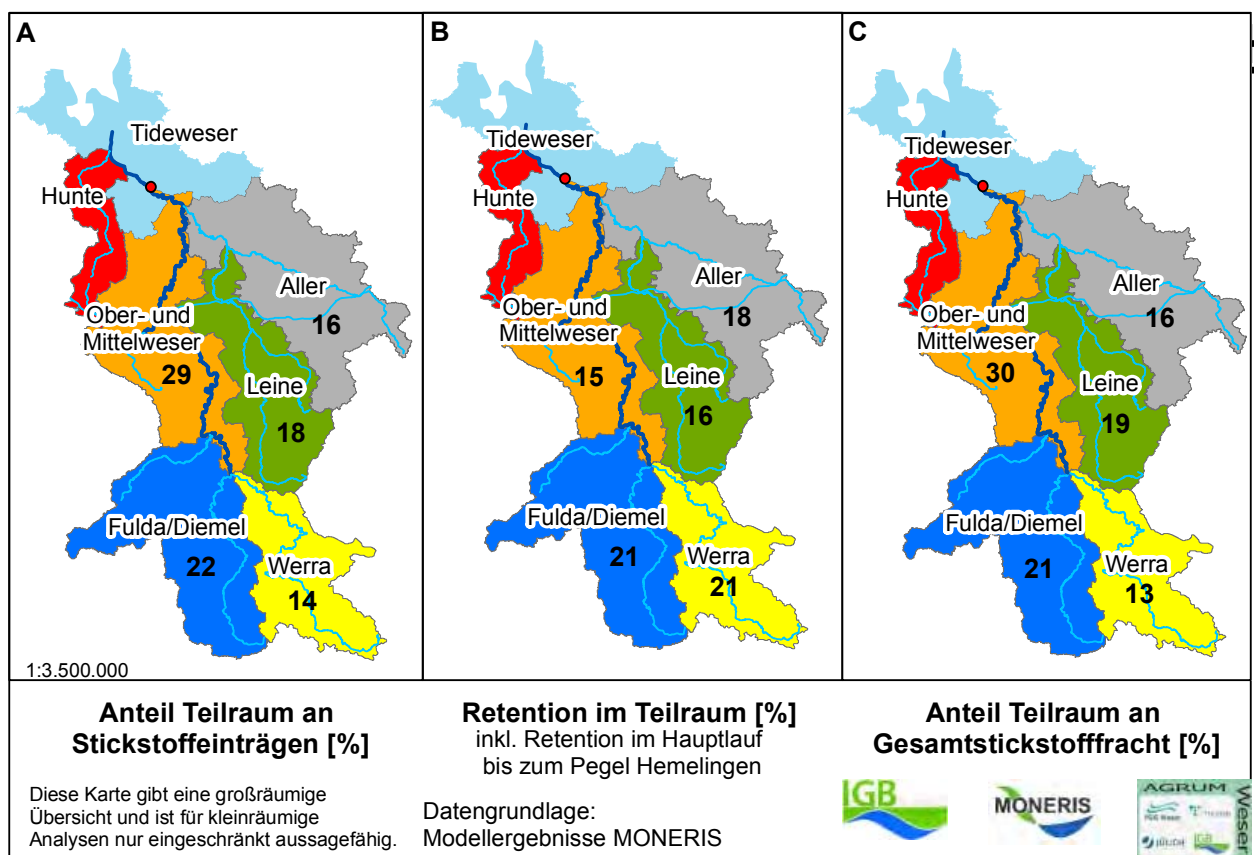 A
Tideweser
Hunte
Aller
16
Ober- und
Mittelweser
29
Leine
18
Fulda/Diemel
22
Werra
14
1:3.500.000
B
Tideweser
Hunte
Aller
18
Ober- und
Mittelweser
15
Leine
16
Fulda/Diemel
21
Werra
21
C
Tideweser
Hunte
Aller
16
Ober- und
Mittelweser
30
Leine
19
Fulda/Diemel
21
Werra
13
Anteil Teilraum an
Stickstoffeinträgen [%]
Diese Karte gibt eine großräumige
Übersicht und ist für kleinräumige
Analysen nur eingeschränkt aussagefähig.
Retention im Teilraum [%]
inkl. Retention im Hauptlauf
bis zum Pegel Hemelingen
Datengrundlage:
Modellergebnisse MONERIS
Anteil Teilraum an
Gesamtstickstofffracht [%]
IGB
MONERIS
AGRUM
Weser
JÜLICH
IGB